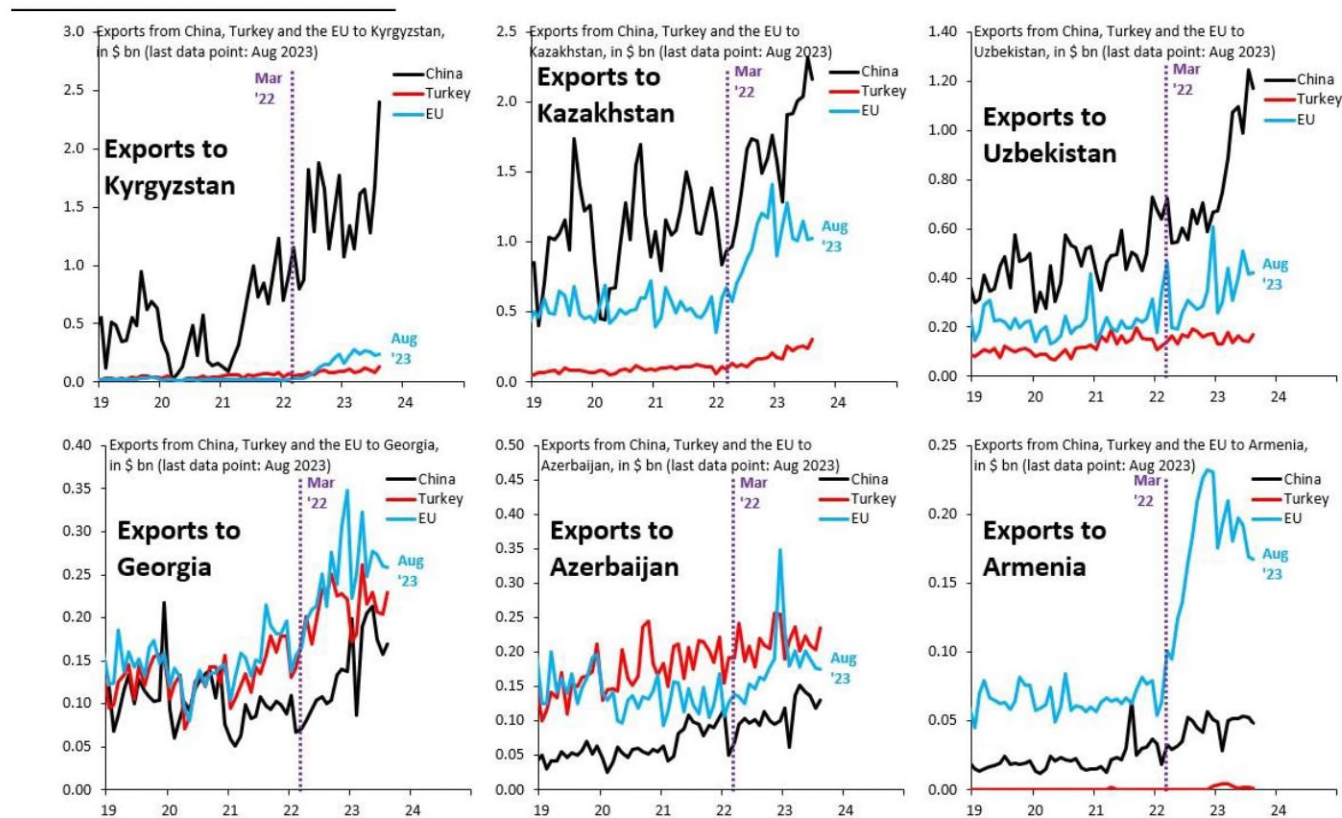 Exports from China, Turkey and the EU to Kyrgyzstan,
in $ bn (last data point: Aug 2023)
3.0
2.5
2.0
1.5
1.0
0.5
0.0
Mar
'22
China
Turkey
EU
Exports to
Kyrgyzstan
Aug
'23
19 20 21 22 23 24
Exports from China, Turkey and the EU to
Kazakhstan, in $ bn (last data point: Aug 2023)
2.5
2.0
1.5
1.0
0.5
0.0
Mar
'22
China
Turkey
EU
Exports to
Kazakhstan
Aug
'23
19 20 21 22 23 24
Exports from China, Turkey and the EU to
Uzbekistan, in $ bn (last data point: Aug 2023)
1.40
1.20
1.00
0.80
0.60
0.40
0.20
0.00
Mar
'22
China
Turkey
EU
Exports to
Uzbekistan
Aug
'23
19 20 21 22 23 24
Exports from China, Turkey and the EU to Georgia,
in $ bn (last data point: Aug 2023)
0.40
0.35
0.30
0.25
0.20
0.15
0.10
0.05
0.00
Mar
'22
China
Turkey
EU
Exports to
Georgia
Aug
'23
19 20 21 22 23 24
Exports from China, Turkey and the EU to
Azerbaijan, in $ bn (last data point: Aug 2023)
0.50
0.45
0.40
0.35
0.30
0.25
0.20
0.15
0.10
0.05
0.00
Mar
'22
China
Turkey
EU
Exports to
Azerbaijan
Aug
'23
19 20 21 22 23 24
Exports from China, Turkey and the EU to Armenia,
in $ bn (last data point: Aug 2023)
0.25
0.20
0.15
0.10
0.05
0.00
Mar
'22
China
Turkey
EU
Exports to
Armenia
Aug
'23
19 20 21 22 23 24